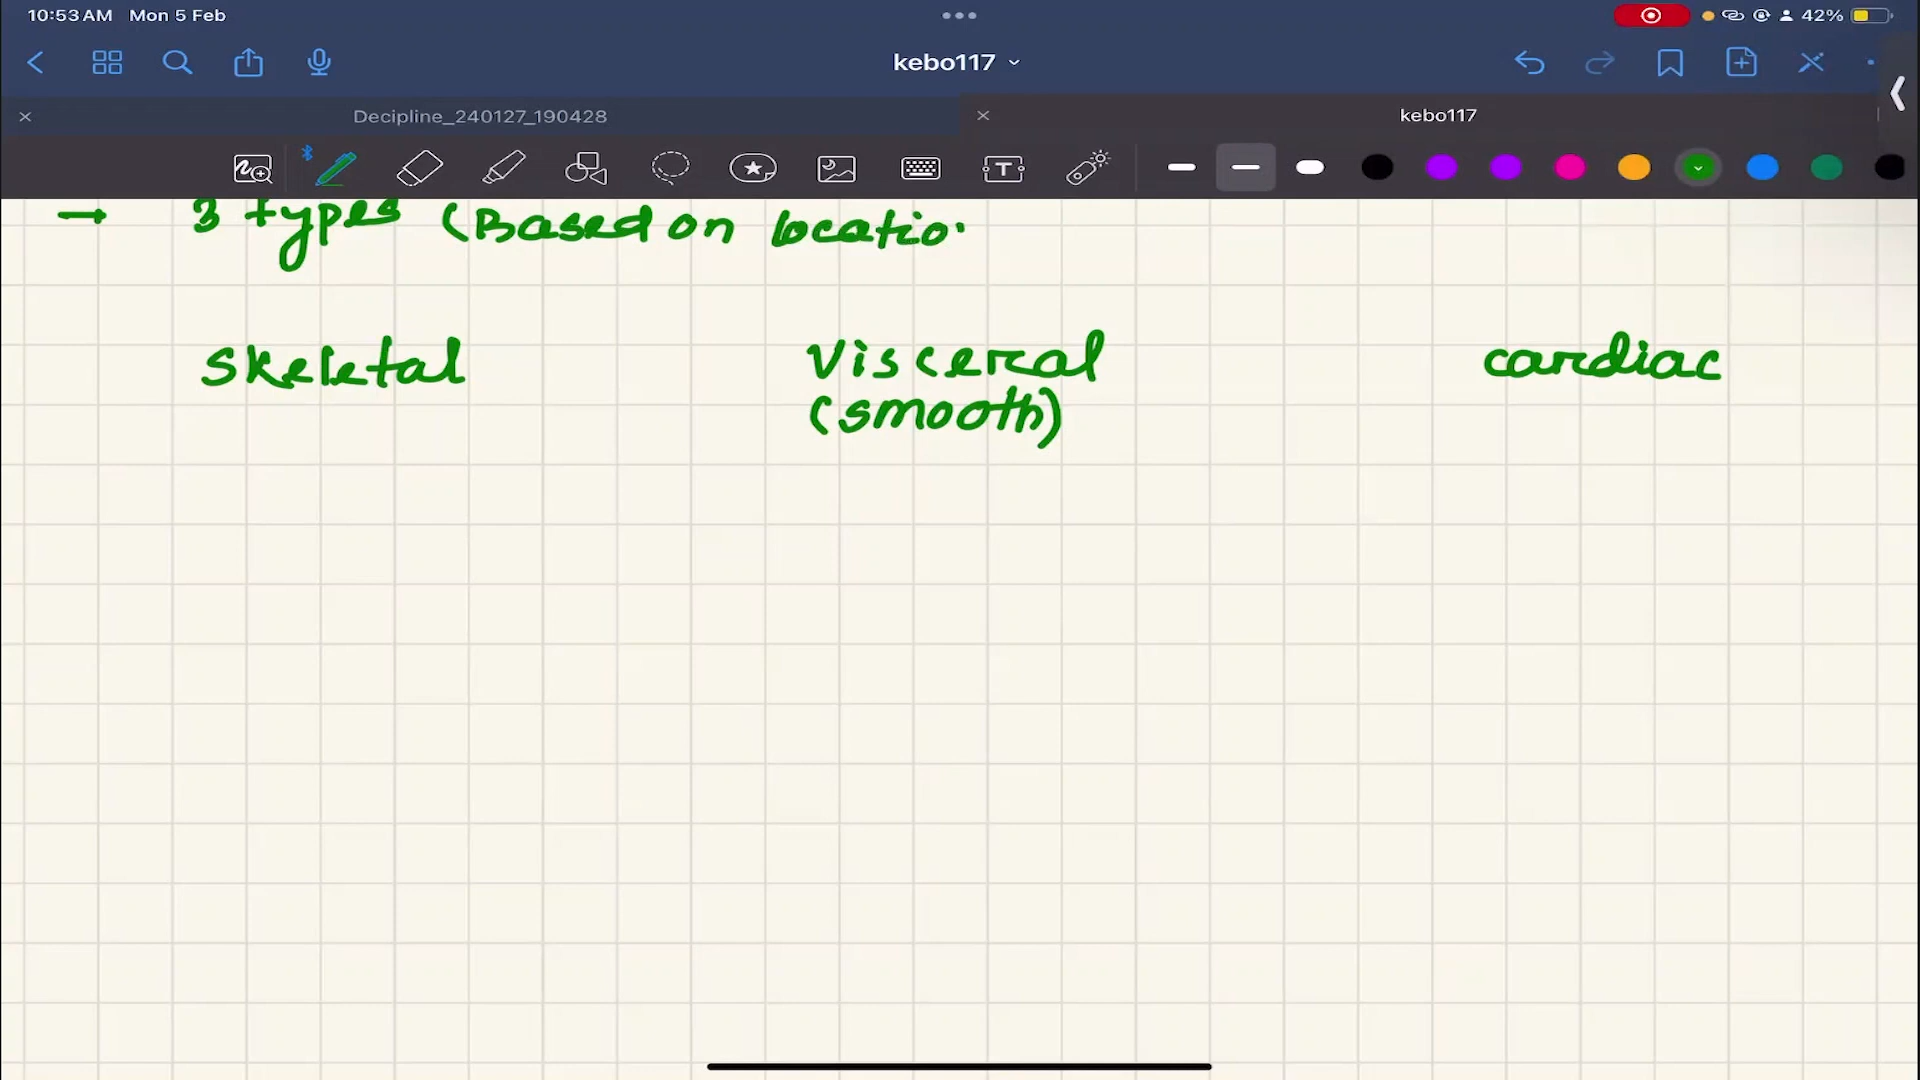 10:53 AM Mon 5 Feb
42%
kebo117
Decipline_240127_190428
kebo117
→ 3 types (Based on locatio
Skeletal
Visceral
(smooth)
cardiac